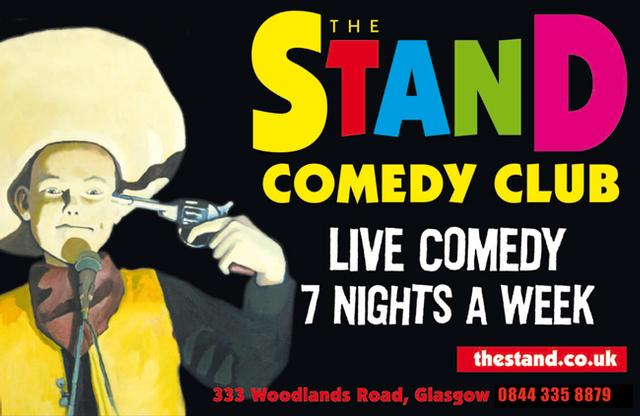 THE
STAND
COMEDY CLUB
LIVE COMEDY
7 NIGHTS A WEEK
thestand.co.uk
333 Woodlands Road, Glasgow 0844 335 8879